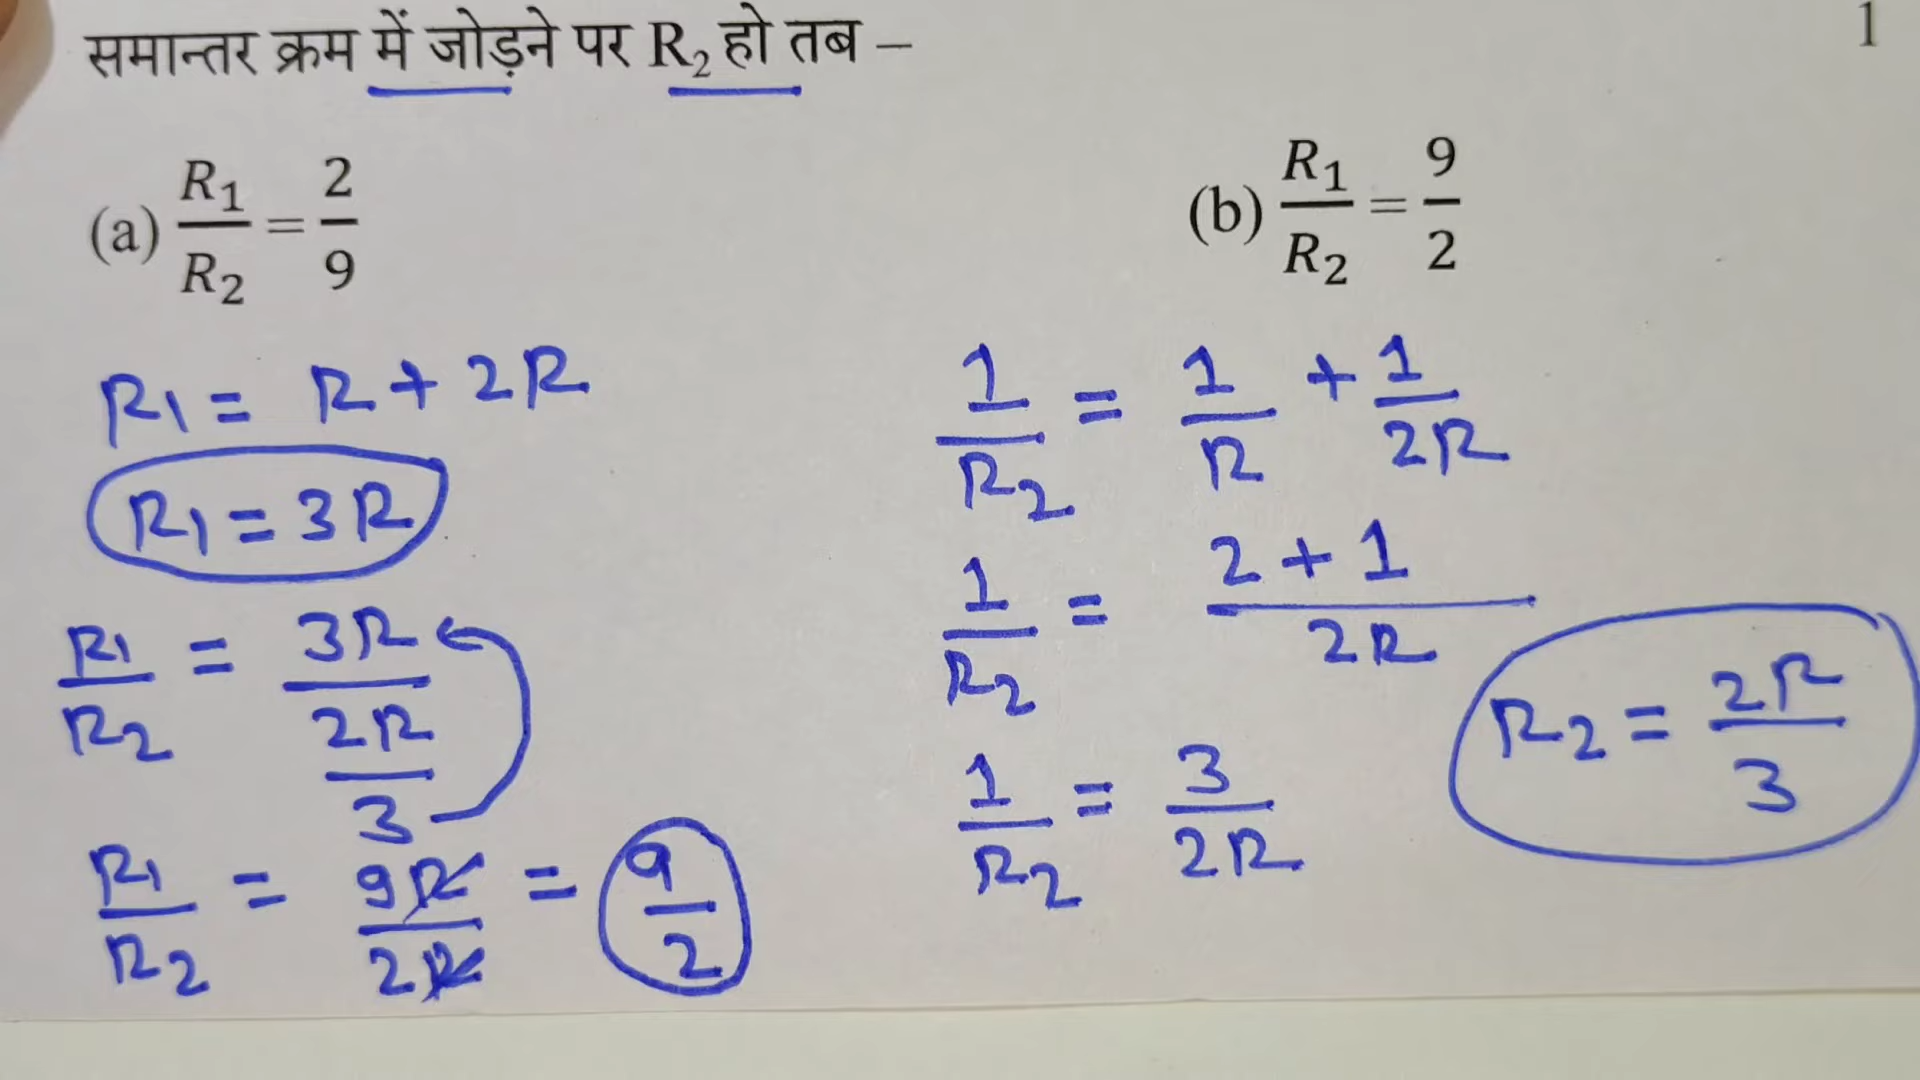 समान्तर क्रम में जोड़ने पर R₂ हो तब – 1
(a) R₁/R₂ = 2/9
(b) R₁/R₂ = 9/2
R1 = R + 2R
R1 = 3R
R1/R2 = 3R/(2R/3)
R1/R2 = 9R/2R = 9/2
1/R2 = 1/R + 1/2R
1/R2 = (2 + 1)/2R
1/R2 = 3/2R
R2 = 2R/3